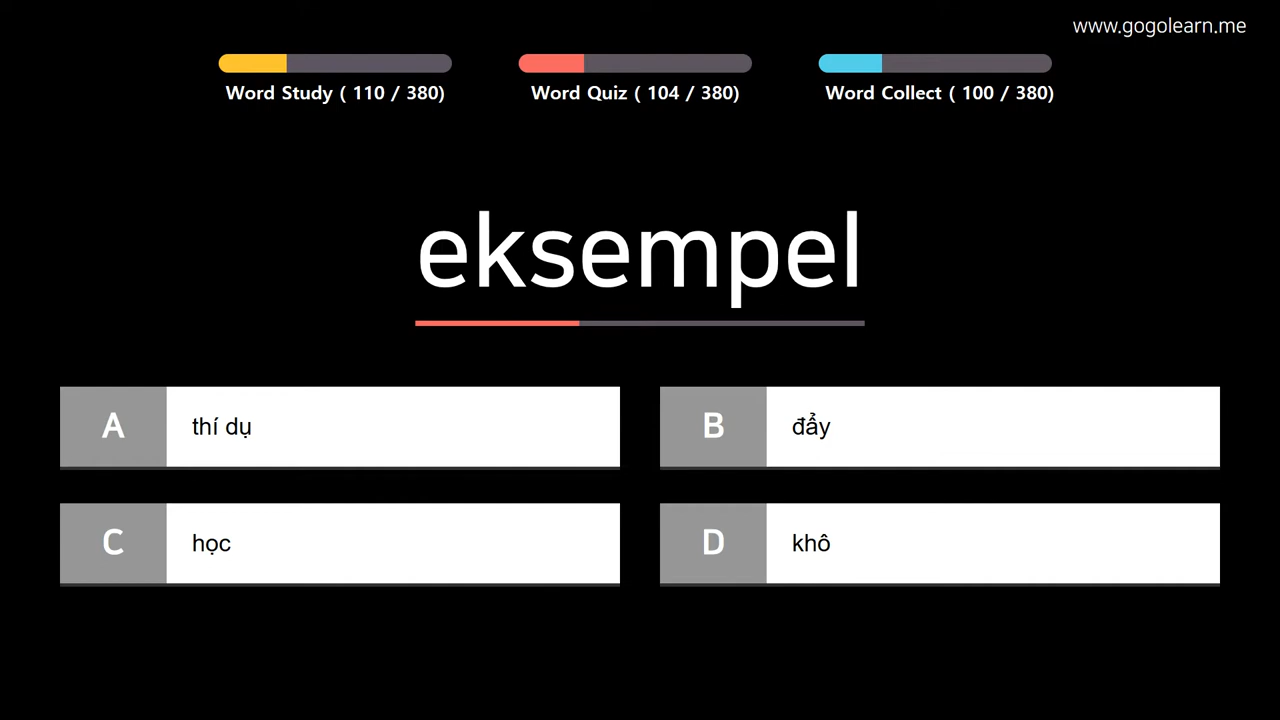 www.gogolearn.me
Word Study ( 110 / 380)
Word Quiz ( 104 / 380)
Word Collect ( 100 / 380)
eksempel
A thí dụ
B đẩy
C học
D khô